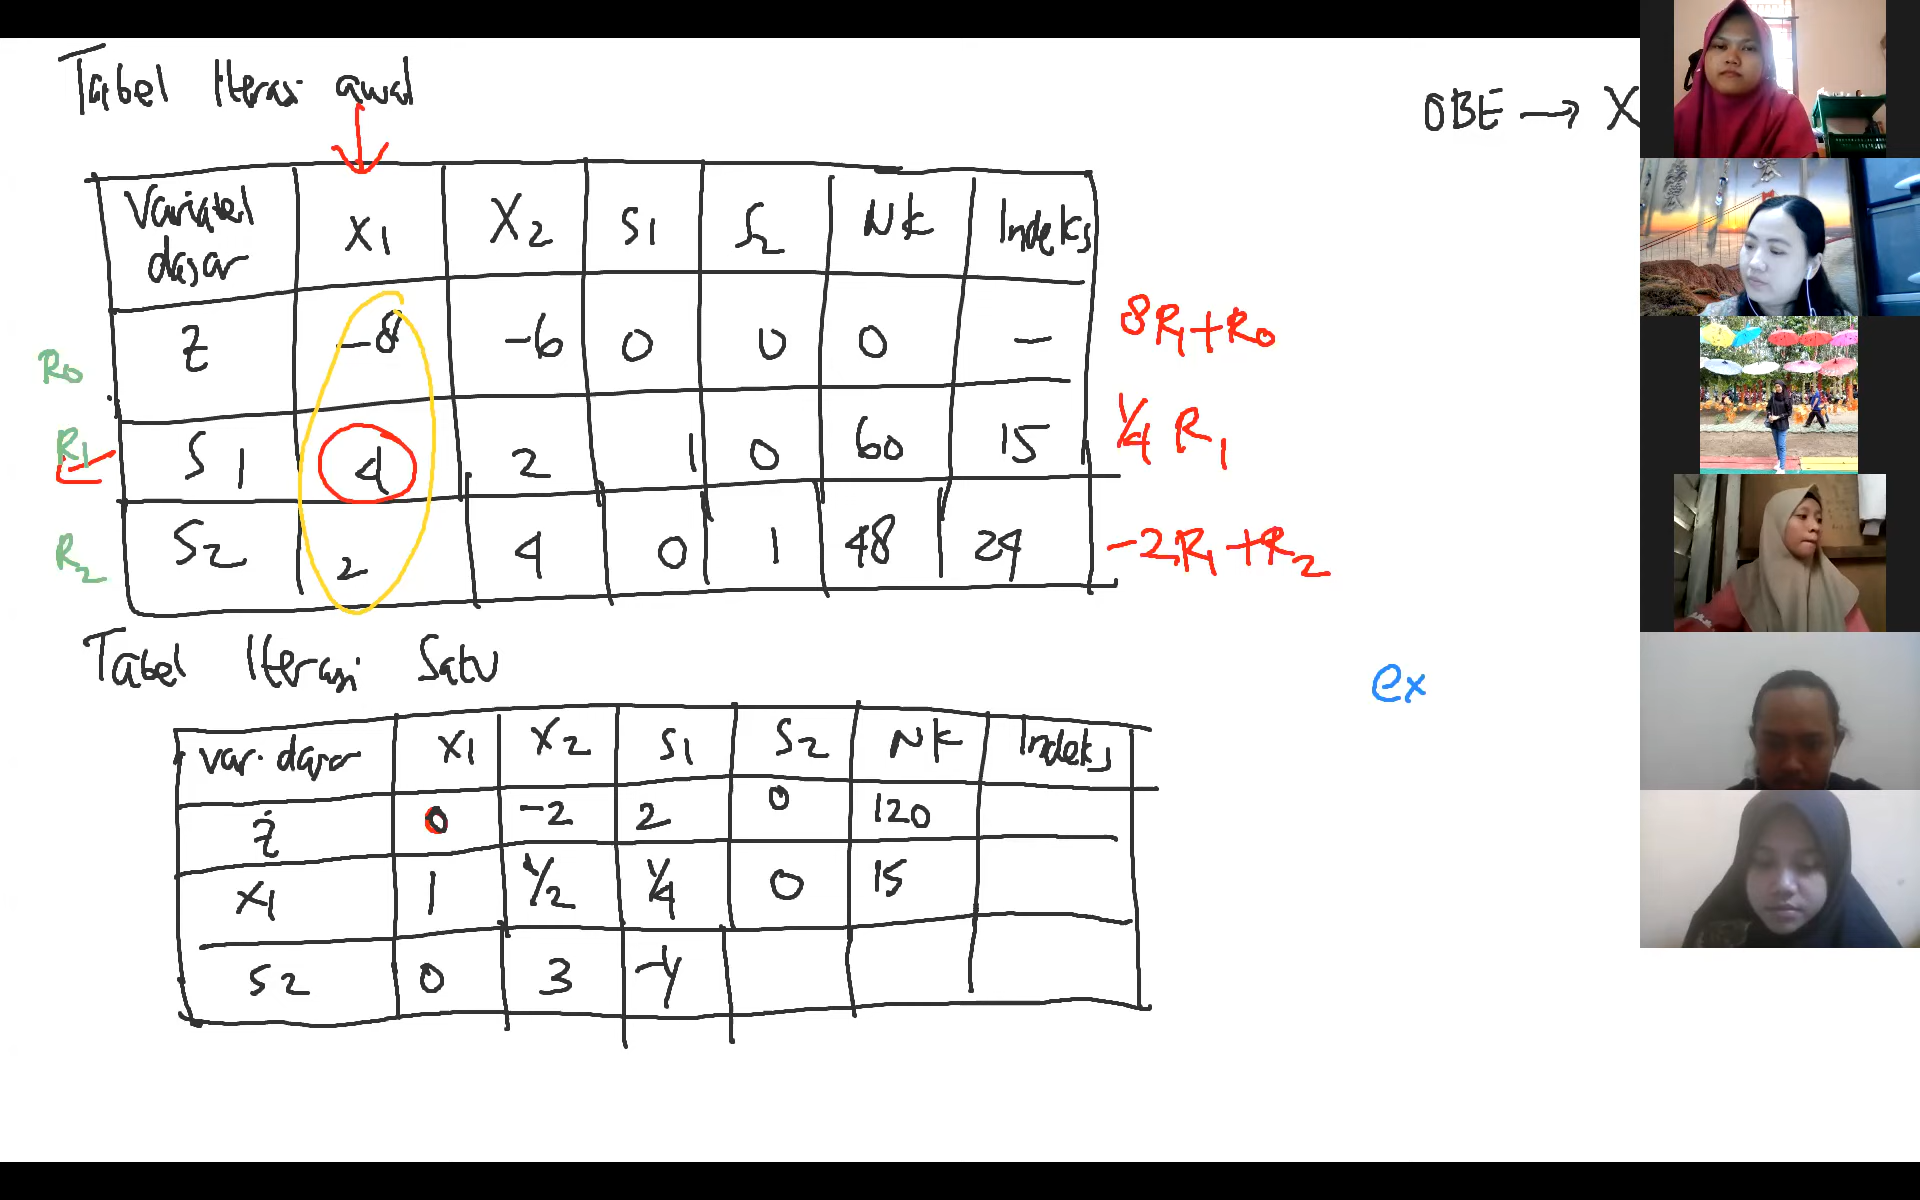 Tabel Iterasi awal
OBE → X
Variabel dasar X1 X2 S1 S2 NK Indeks
R0 Z -8 -6 0 0 0 - 8R1+R0
R1 S1 4 2 1 0 60 15 1/4 R1
R2 S2 2 4 0 1 48 24 -2R1+R2
Tabel Iterasi Satu
ex
var. dasar X1 X2 S1 S2 NK Indeks
Z 0 -2 2 0 120
X1 1 1/2 1/4 0 15
S2 0 3